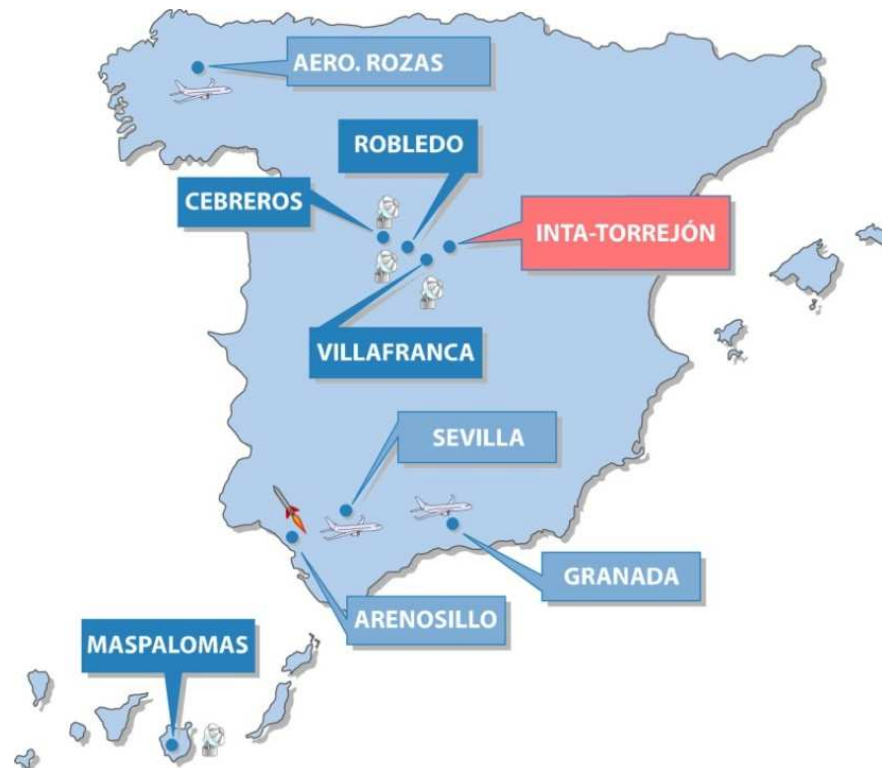 AERO. ROZAS
ROBLEDO
CEBREROS
INTA-TORREJÓN
VILLAFRANCA
SEVILLA
GRANADA
ARENOSILLO
MASPALOMAS